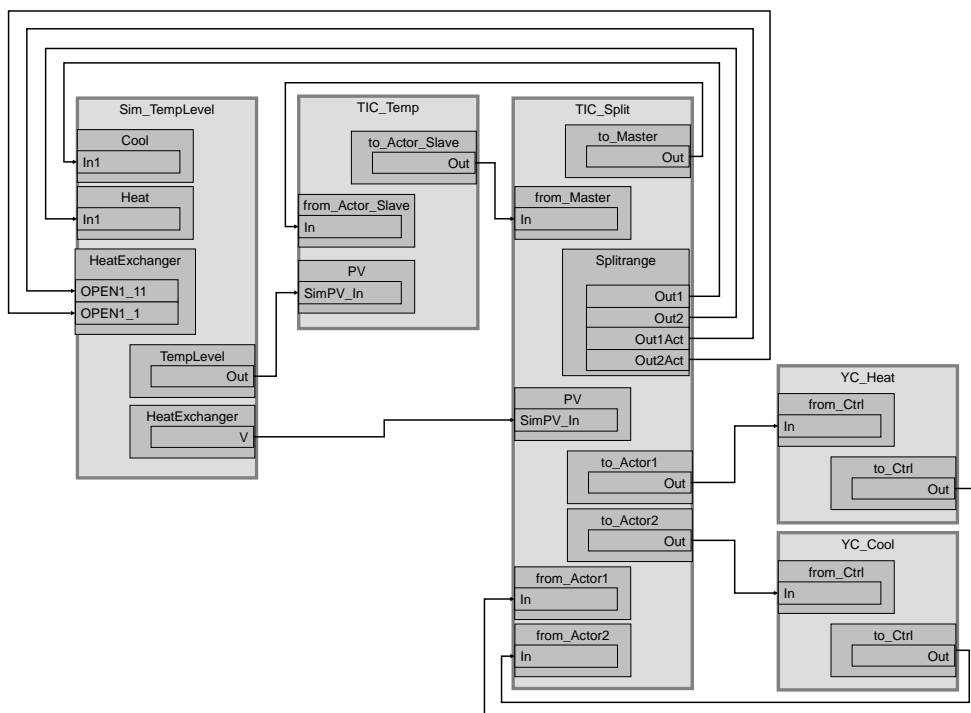 Sim_TempLevel
Cool
In1
Heat
In1
HeatExchanger
OPEN1_11
OPEN1_1
TempLevel
Out
HeatExchanger
V
TIC_Temp
to_Actor_Slave
Out
from_Actor_Slave
In
PV
SimPV_In
TIC_Split
to_Master
Out
from_Master
In
Splitrange
Out1
Out2
Out1Act
Out2Act
PV
SimPV_In
to_Actor1
Out
to_Actor2
Out
from_Actor1
In
from_Actor2
In
YC_Heat
from_Ctrl
In
to_Ctrl
Out
YC_Cool
from_Ctrl
In
to_Ctrl
Out